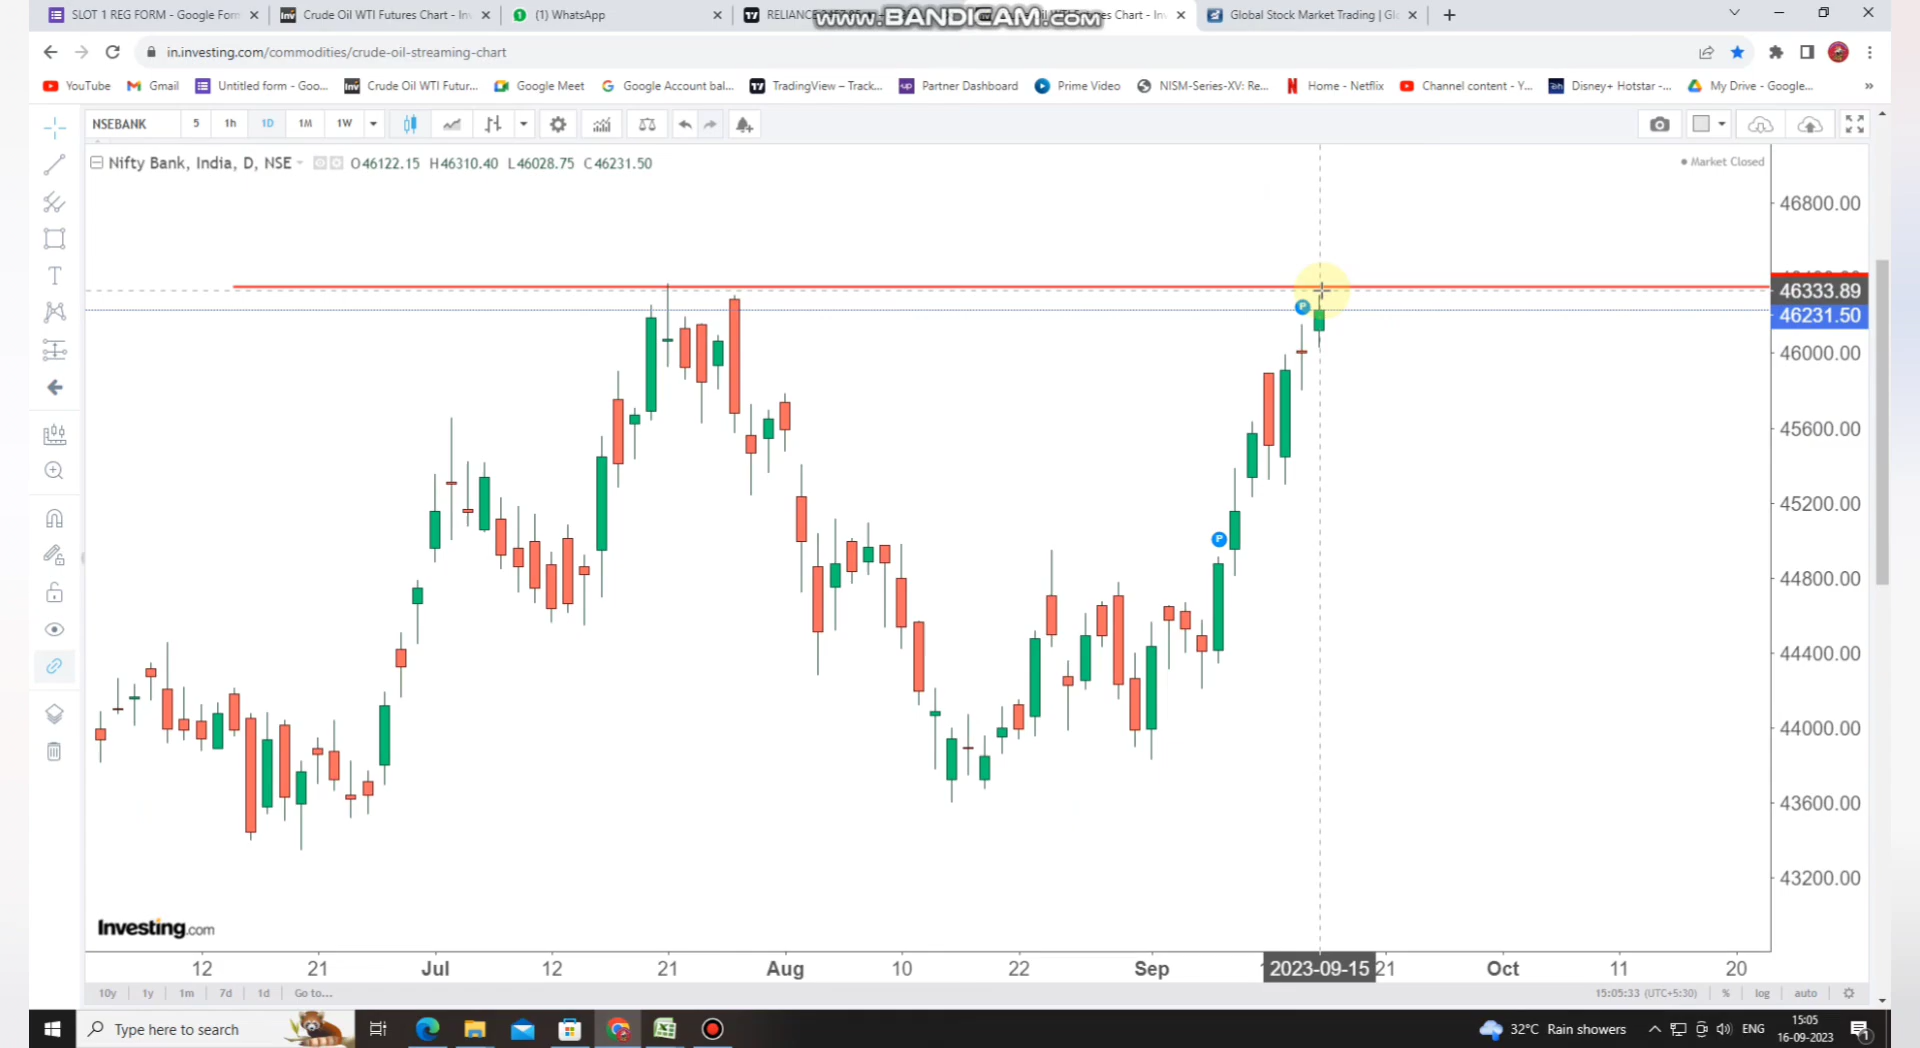 SLOT 1 REG FORM - Google Form
Crude Oil WTI Futures Chart - In
(1) WhatsApp
Chart - In
Global Stock Market Trading | Gl
www.BANDICAM.com
in.investing.com/commodities/crude-oil-streaming-chart
YouTube
Gmail
Untitled form - Goo...
Crude Oil WTI Futur...
Google Meet
Google Account bal...
TradingView – Track...
Partner Dashboard
Prime Video
NISM-Series-XV: Re...
Home - Netflix
Channel content - Y...
Disney+ Hotstar -...
My Drive - Google...
NSEBANK 5 1h 1D 1M 1W
Nifty Bank, India, D, NSE O46122.15 H46310.40 L46028.75 C46231.50
Market Closed
46800.00
46333.89
46231.50
46000.00
45600.00
45200.00
44800.00
44400.00
44000.00
43600.00
43200.00
P
P
Investing.com
12 21 Jul 12 21 Aug 10 22 Sep 2023-09-15 21 Oct 11 20
10y 1y 1m 7d 1d Go to...
15:05:33 (UTC+5:30) % log auto
Type here to search
32°C Rain showers
ENG
15:05
16-09-2023
1